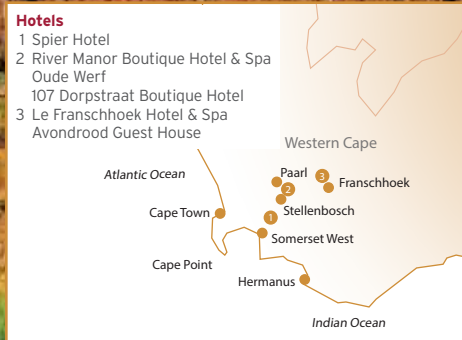 Hotels
1 Spier Hotel
2 River Manor Boutique Hotel & Spa
Oude Werf
107 Dorpstraat Boutique Hotel
3 Le Franschhoek Hotel & Spa
Avondrood Guest House
Western Cape
Atlantic Ocean
Paarl
3
2
Franschhoek
Cape Town
1
Stellenbosch
Somerset West
Cape Point
Hermanus
Indian Ocean